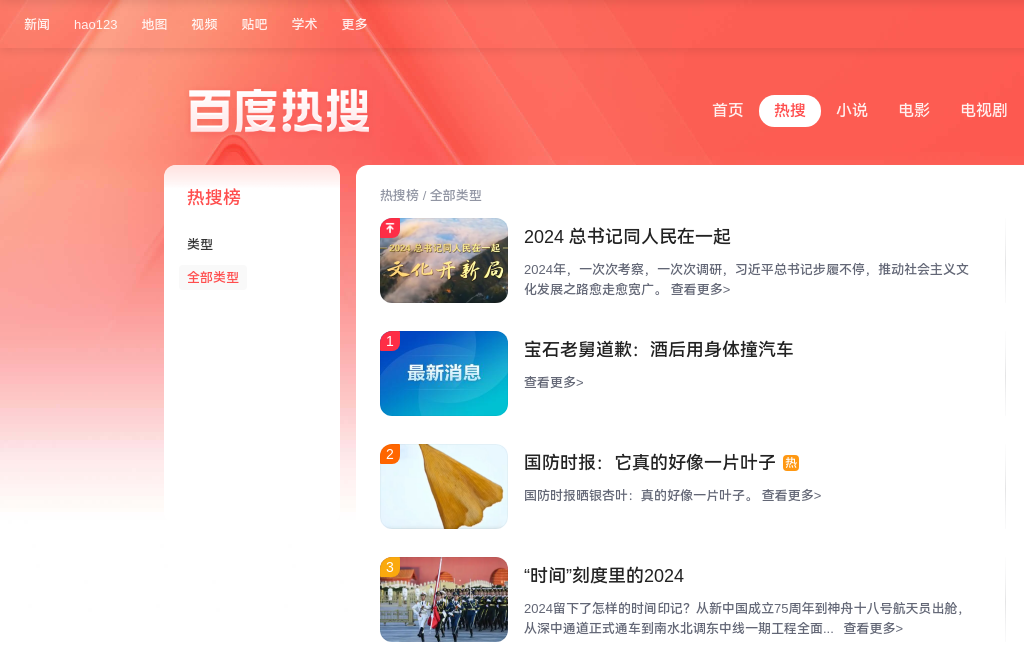 新闻 hao123 地图 视频 贴吧 学术 更多
百度热搜
首页 热搜 小说 电影 电视剧
热搜榜
类型
全部类型
热搜榜 / 全部类型
2024 总书记同人民在一起
文化开新局
2024 总书记同人民在一起
2024年，一次次考察，一次次调研，习近平总书记步履不停，推动社会主义文
化发展之路愈走愈宽广。 查看更多>
1
最新消息
宝石老舅道歉：酒后用身体撞汽车
查看更多>
2
国防时报：它真的好像一片叶子 热
国防时报晒银杏叶：真的好像一片叶子。 查看更多>
3
“时间”刻度里的2024
2024留下了怎样的时间印记？从新中国成立75周年到神舟十八号航天员出舱，
从深中通道正式通车到南水北调东中线一期工程全面... 查看更多>